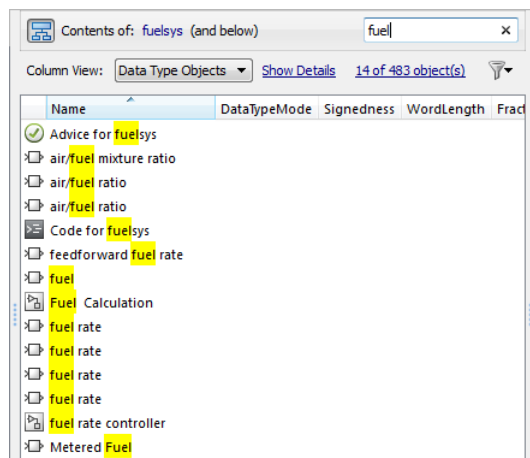 Contents of: fuelsys (and below) fuel x
Column View: Data Type Objects Show Details 14 of 483 object(s)
Name DataTypeMode Signedness WordLength Fract
Advice for fuelsys
air/fuel mixture ratio
air/fuel ratio
air/fuel ratio
Code for fuelsys
feedforward fuel rate
fuel
Fuel Calculation
fuel rate
fuel rate
fuel rate
fuel rate
fuel rate controller
Metered Fuel